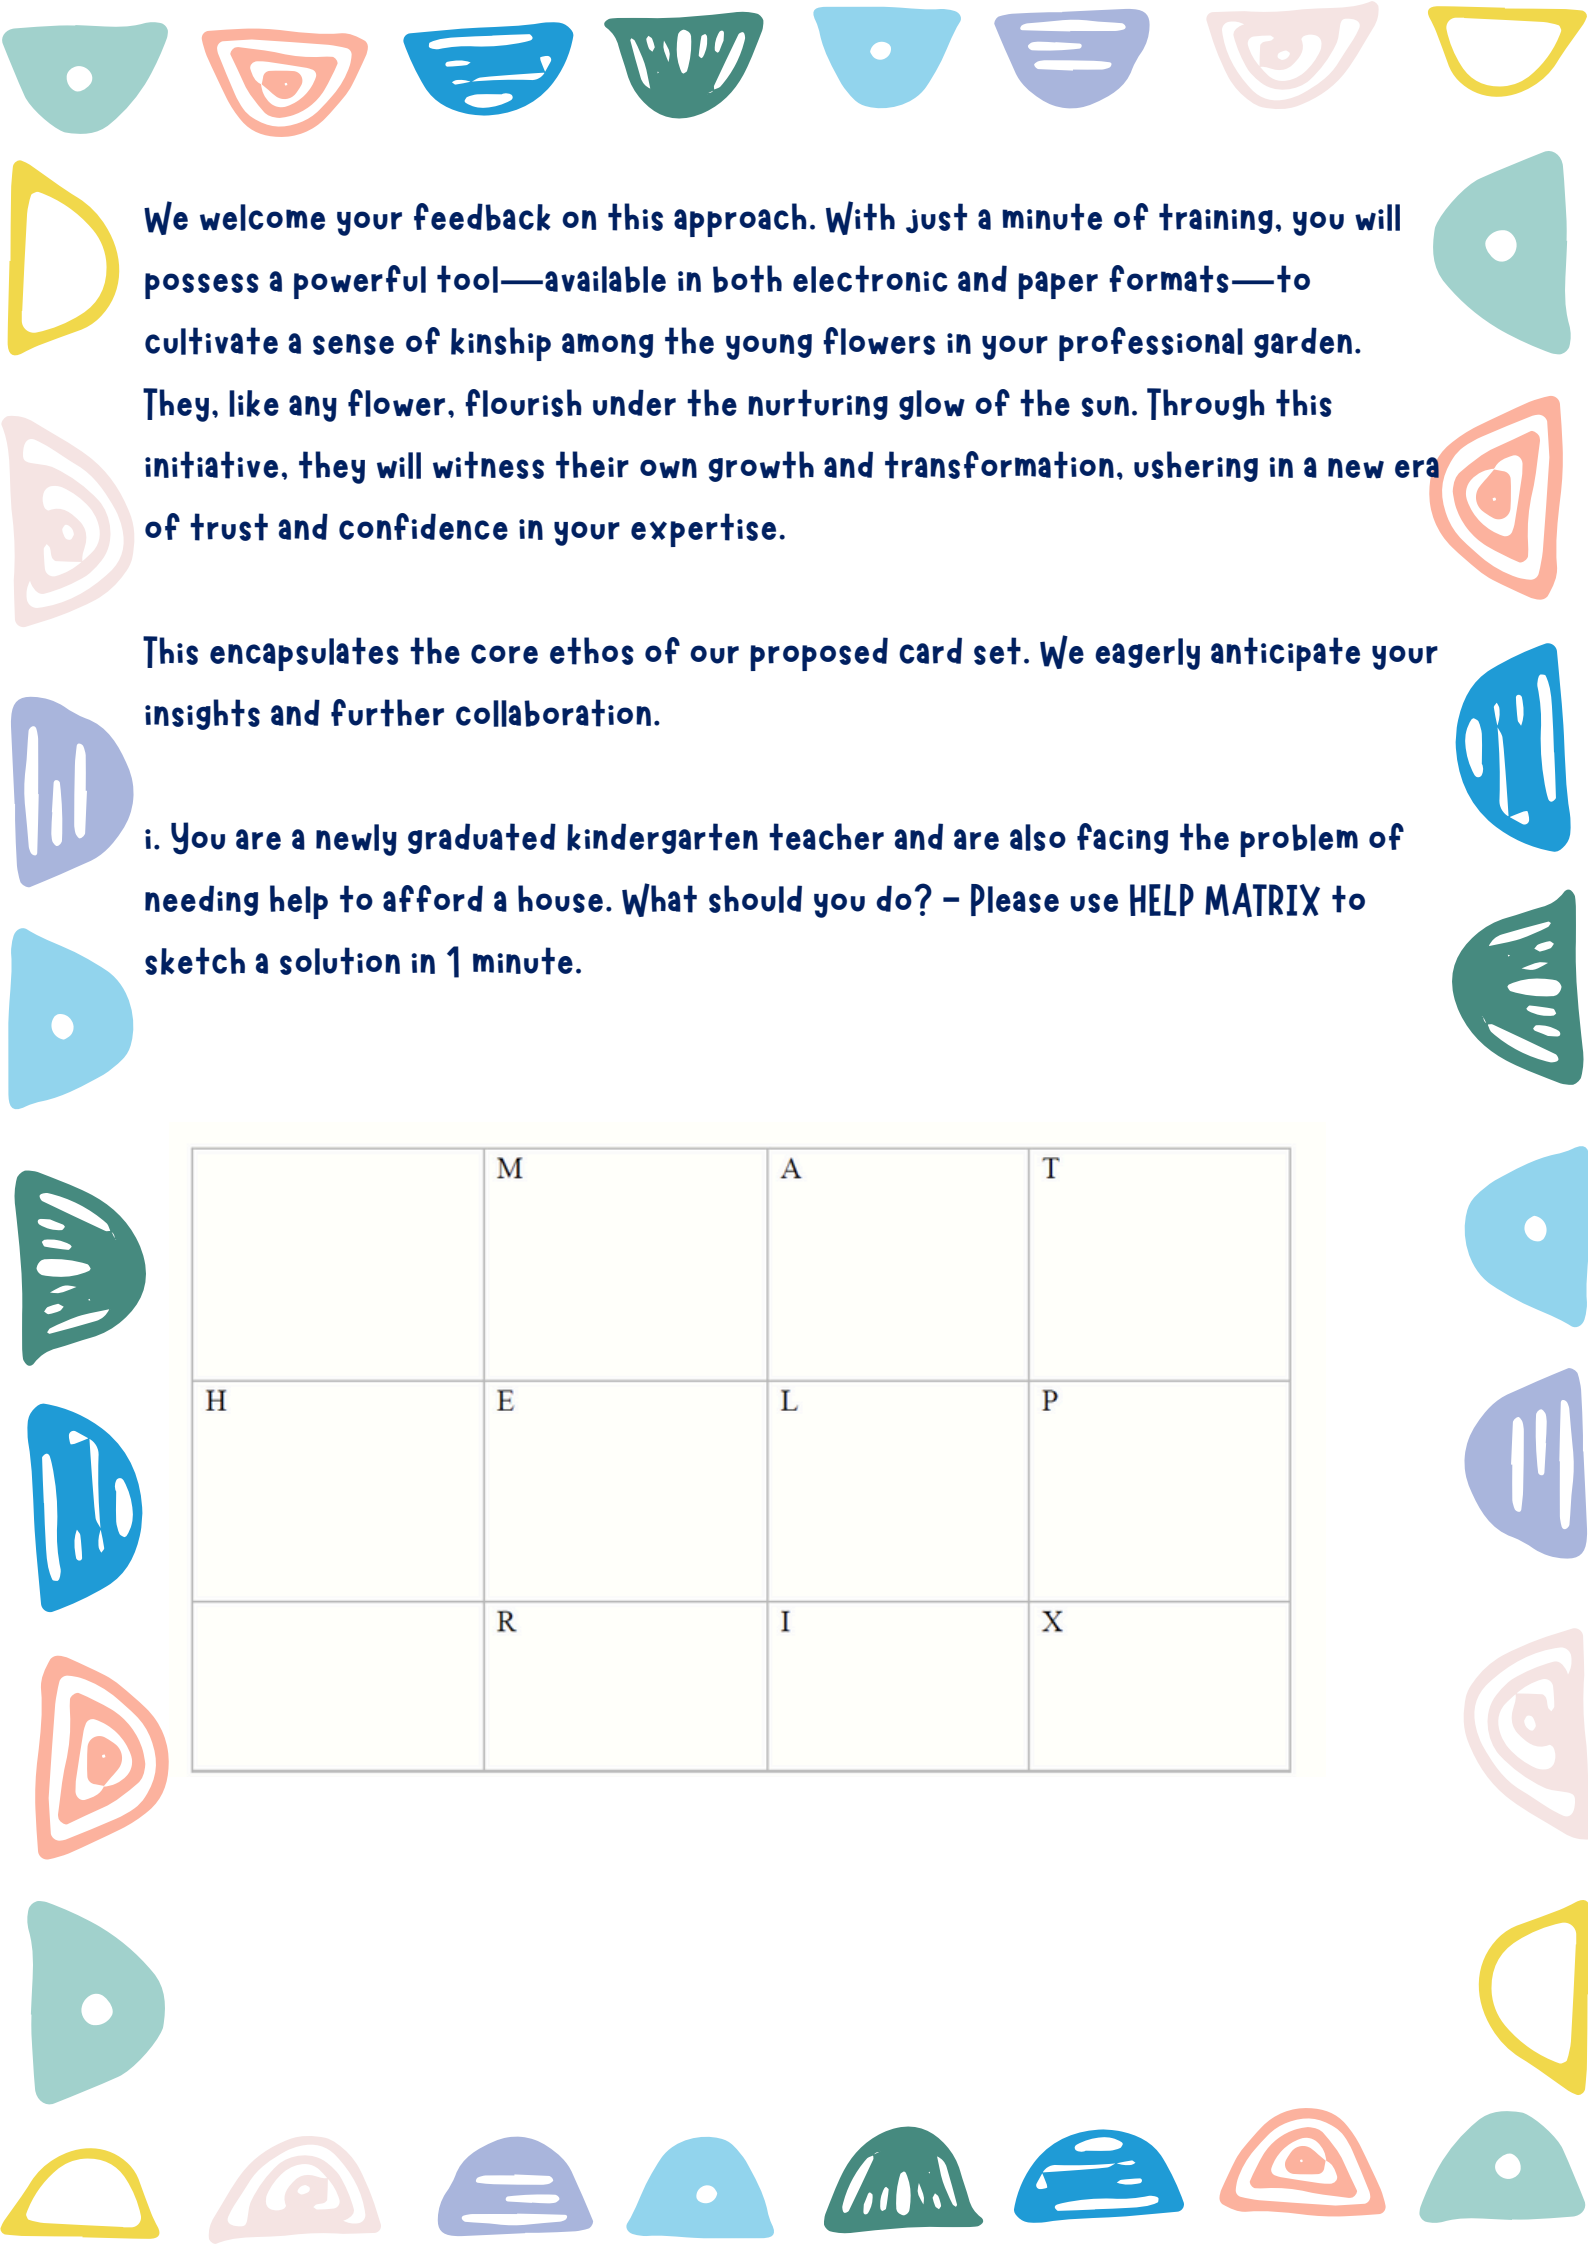 We welcome your feedback on this approach. With just a minute of training, you will
possess a powerful tool—available in both electronic and paper formats—to
cultivate a sense of kinship among the young flowers in your professional garden.
They, like any flower, flourish under the nurturing glow of the sun. Through this
initiative, they will witness their own growth and transformation, ushering in a new era
of trust and confidence in your expertise.
This encapsulates the core ethos of our proposed card set. We eagerly anticipate your
insights and further collaboration.
i. You are a newly graduated kindergarten teacher and are also facing the problem of
needing help to afford a house. What should you do? – Please use HELP MATRIX to
sketch a solution in 1 minute.
M A T
H E L P
R I X